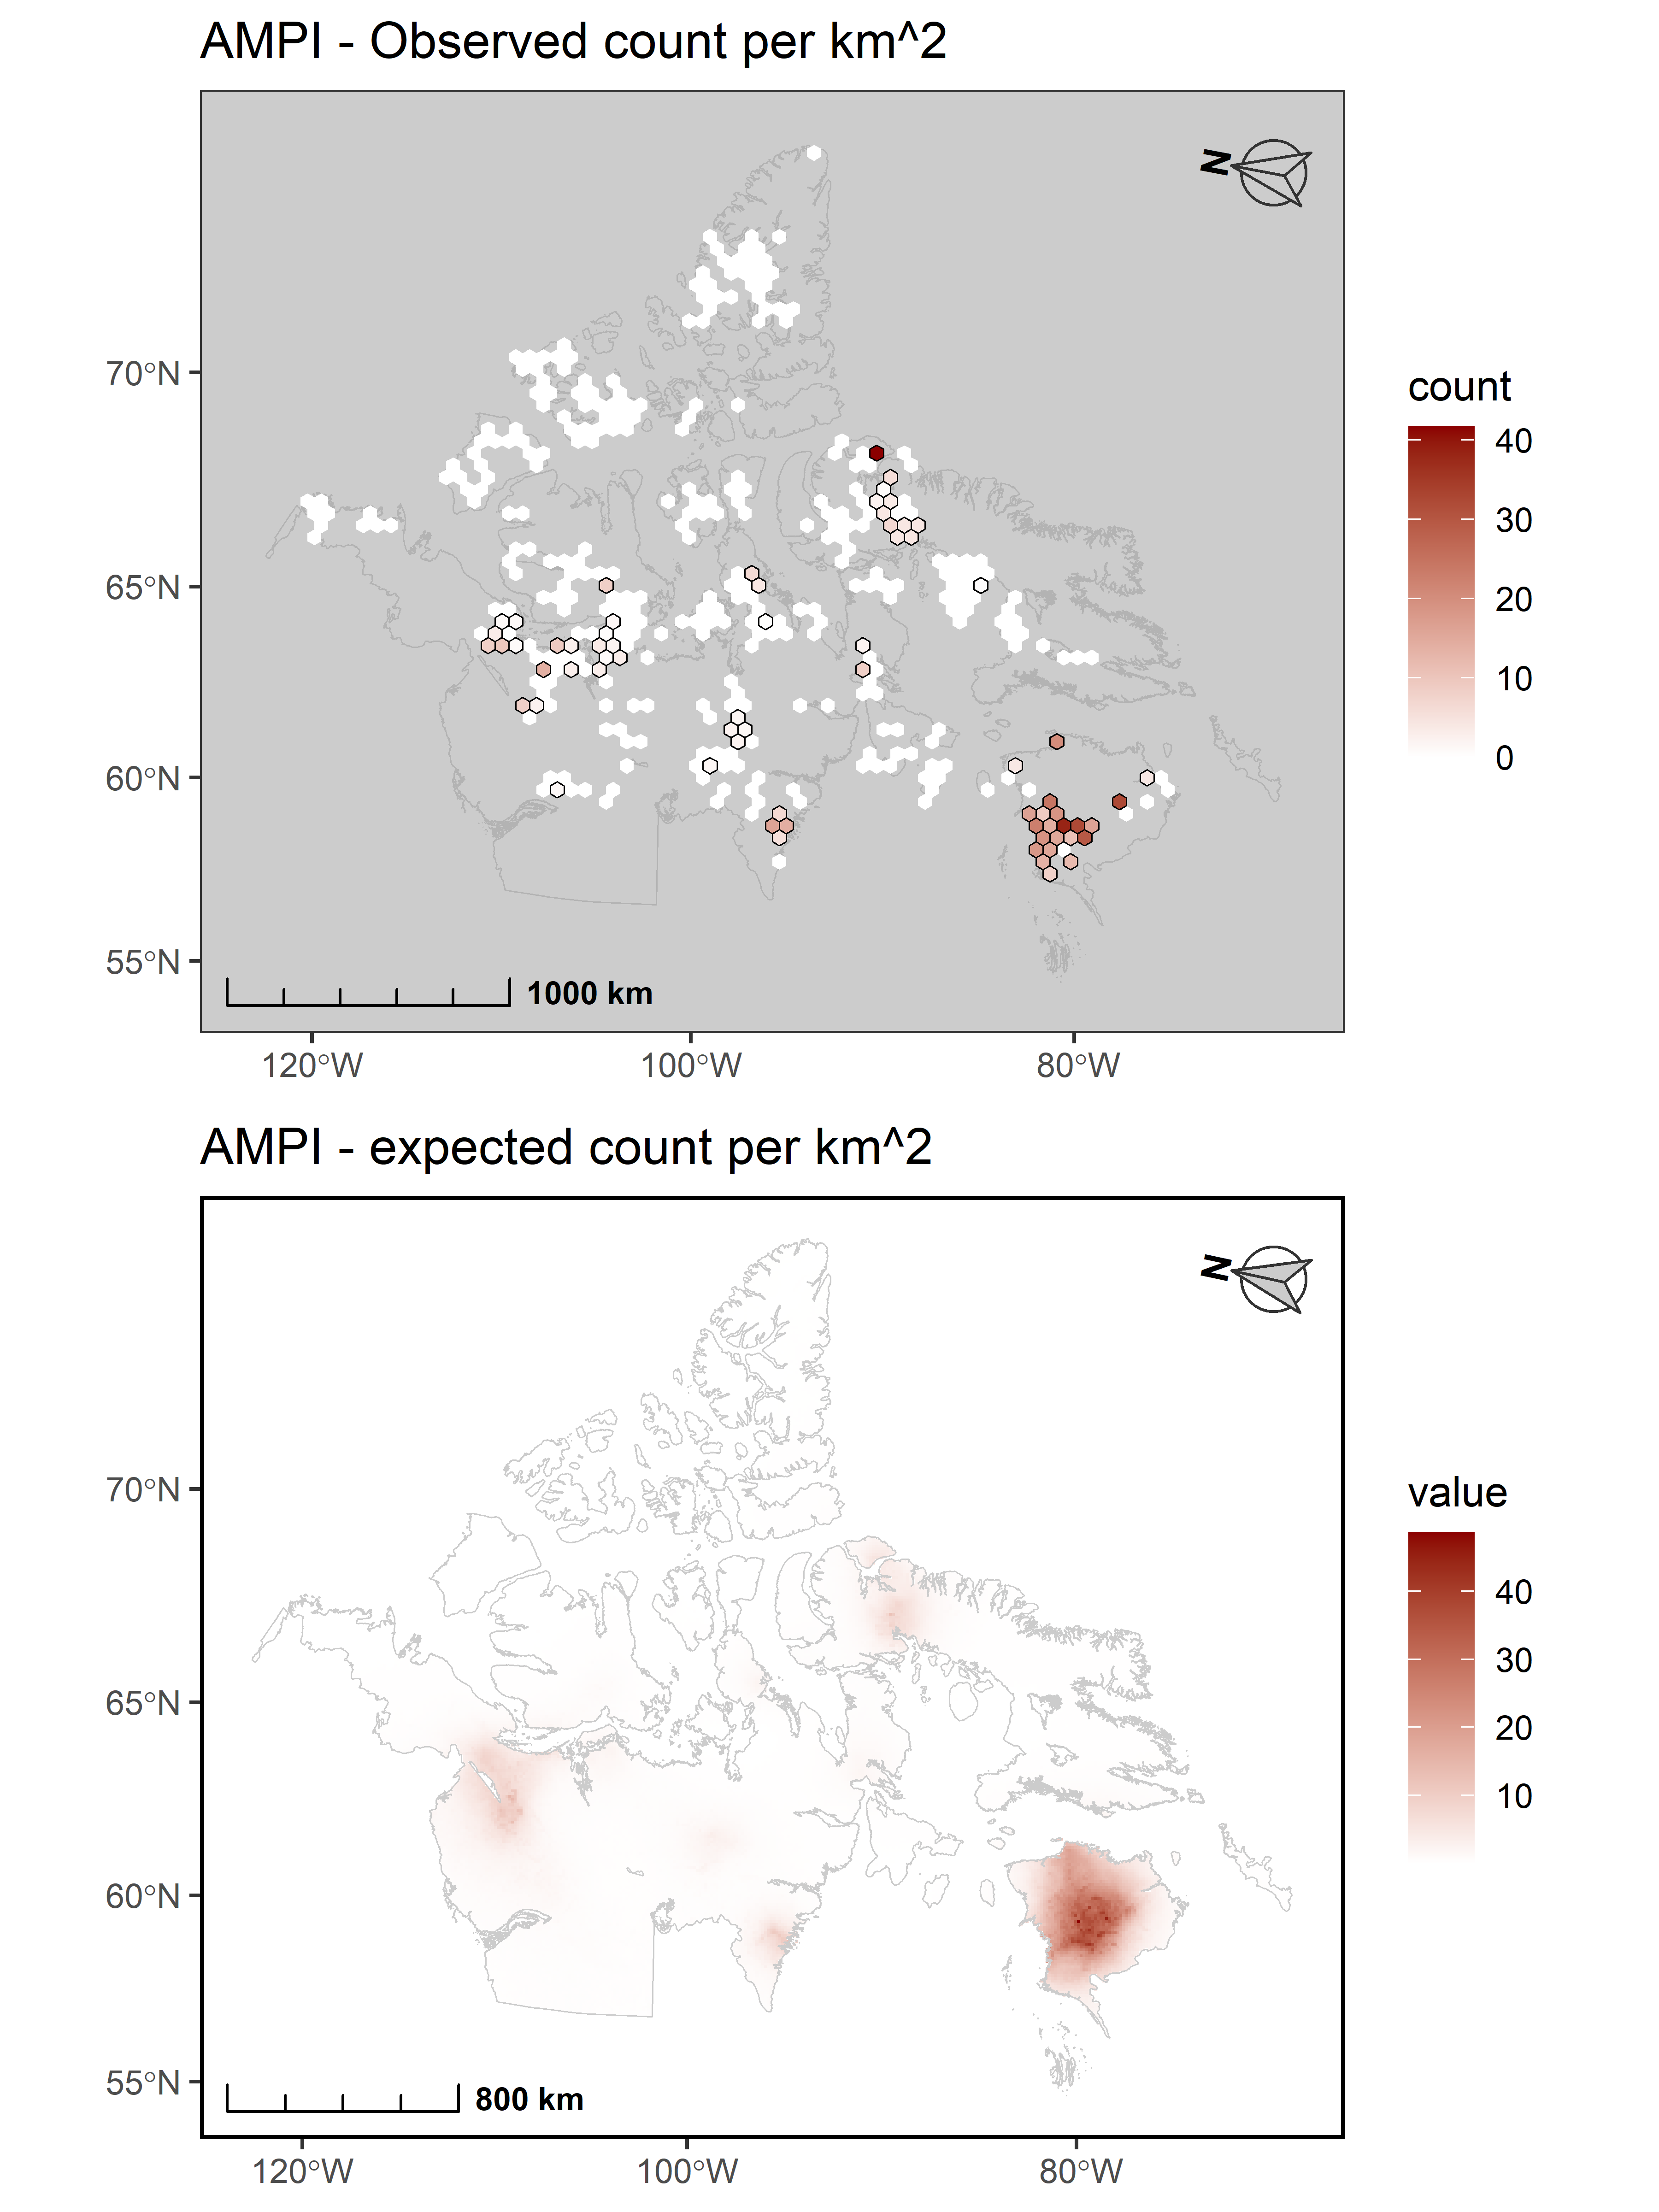 AMPI - Observed count per km^2
N
70°N
65°N
60°N
55°N
1000 km
120°W
100°W
80°W
count
40
30
20
10
0
AMPI - expected count per km^2
N
70°N
65°N
60°N
55°N
800 km
120°W
100°W
80°W
value
40
30
20
10